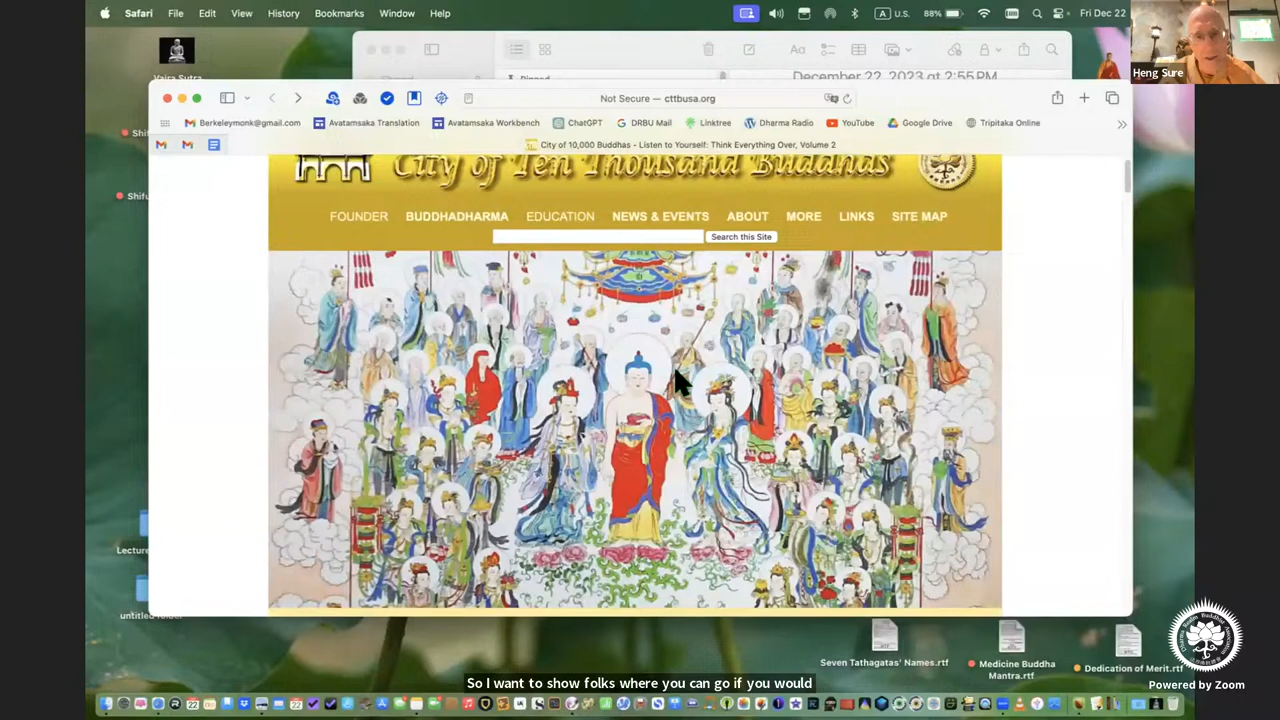 Safari File Edit View History Bookmarks Window Help
A U.S. 88% Fri Dec 22
Heng Sure
Vajra Sutra
Pinned
December 22, 2023 at 2:55 PM
Not Secure — cttbusa.org
Berkeleymonk@gmail.com Avatamsaka Translation Avatamsaka Workbench ChatGPT DRBU Mail Linktree Dharma Radio YouTube Google Drive Tripitaka Online
City of 10,000 Buddhas - Listen to Yourself: Think Everything Over, Volume 2
City of Ten Thousand Buddhas
FOUNDER BUDDHADHARMA EDUCATION NEWS & EVENTS ABOUT MORE LINKS SITE MAP
Search this Site
Shif
Shifu
Lecture
untitled folder
Seven Tathagatas' Names.rtf
Medicine Buddha
Mantra.rtf
Dedication of Merit.rtf
So I want to show folks where you can go if you would
Powered by Zoom